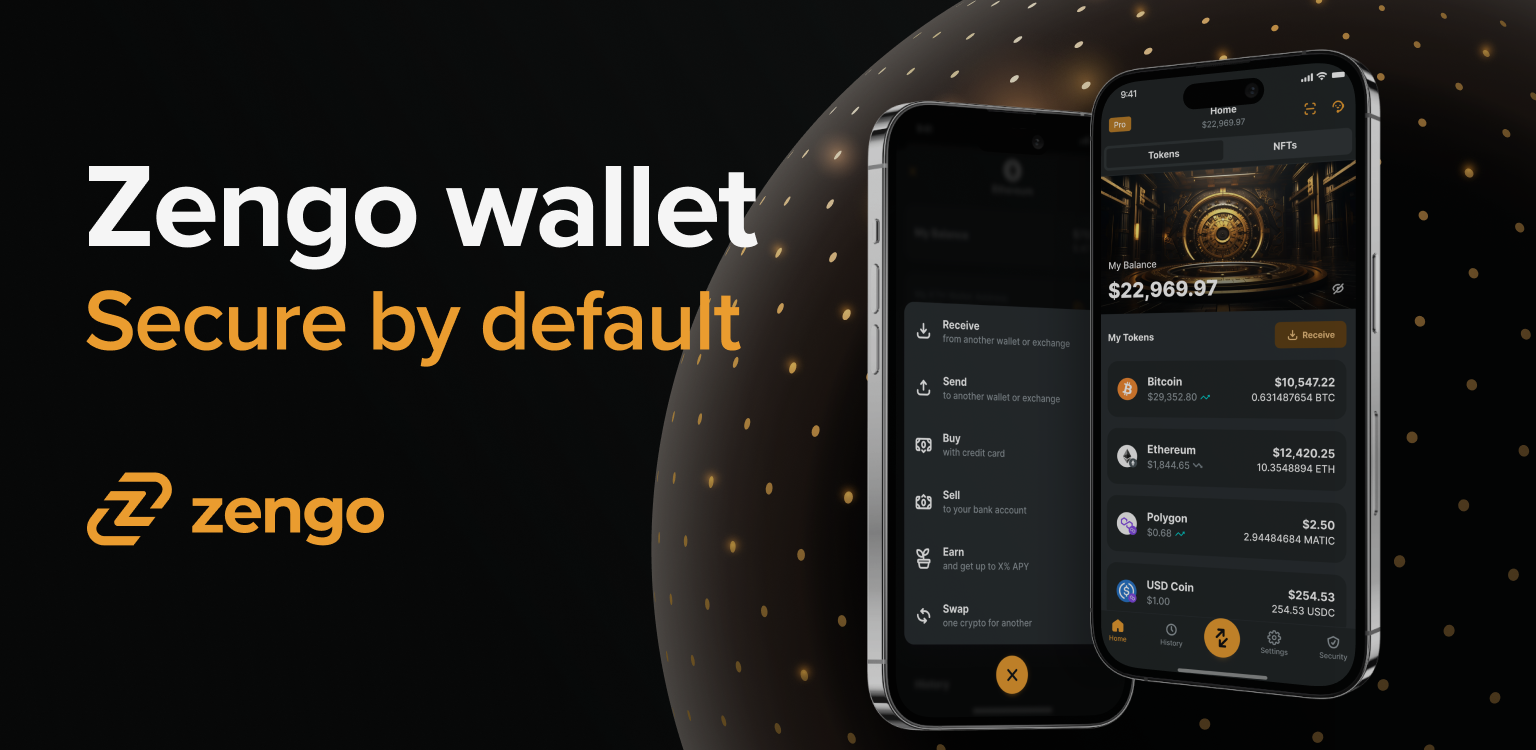 Zengo wallet
Secure by default
zengo
Receive
from another wallet or exchange
Send
to another wallet or exchange
Buy
with credit card
Sell
to your bank account
Earn
and get up to X% APY
Swap
one crypto for another
9:41
Pro
Home
$22,969.97
Tokens
NFTs
My Balance
$22,969.97
My Tokens
Receive
Bitcoin
$10,547.22
$29,352.80
0.631487654 BTC
Ethereum
$12,420.25
$1,844.65
10.3548894 ETH
Polygon
$2.50
$0.68
2.94484684 MATIC
USD Coin
$254.53
$1.00
254.53 USDC
Home
History
Settings
Security